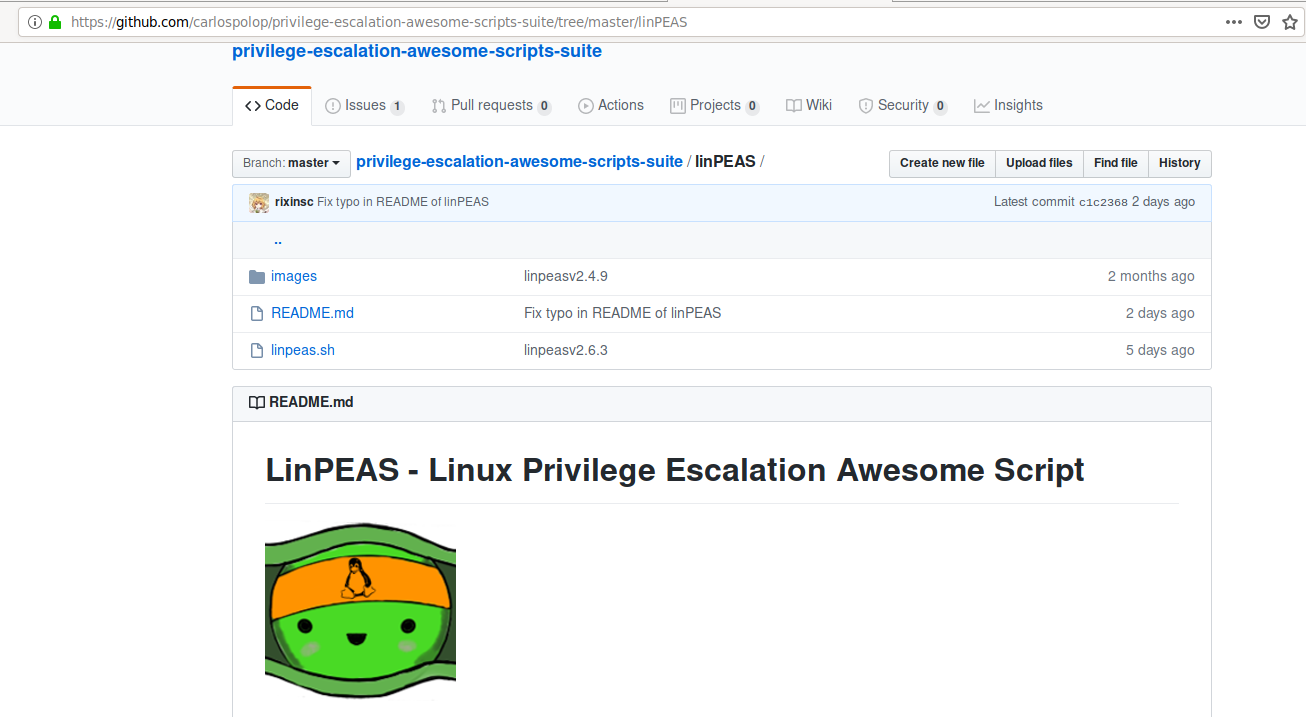 https://github.com/carlospolop/privilege-escalation-awesome-scripts-suite/tree/master/linPEAS
privilege-escalation-awesome-scripts-suite
Code Issues 1 Pull requests 0 Actions Projects 0 Wiki Security 0 Insights
Branch: master privilege-escalation-awesome-scripts-suite / linPEAS / Create new file Upload files Find file History
rixinsc Fix typo in README of linPEAS Latest commit c1c2368 2 days ago
..
images linpeasv2.4.9 2 months ago
README.md Fix typo in README of linPEAS 2 days ago
linpeas.sh linpeasv2.6.3 5 days ago
README.md
LinPEAS - Linux Privilege Escalation Awesome Script